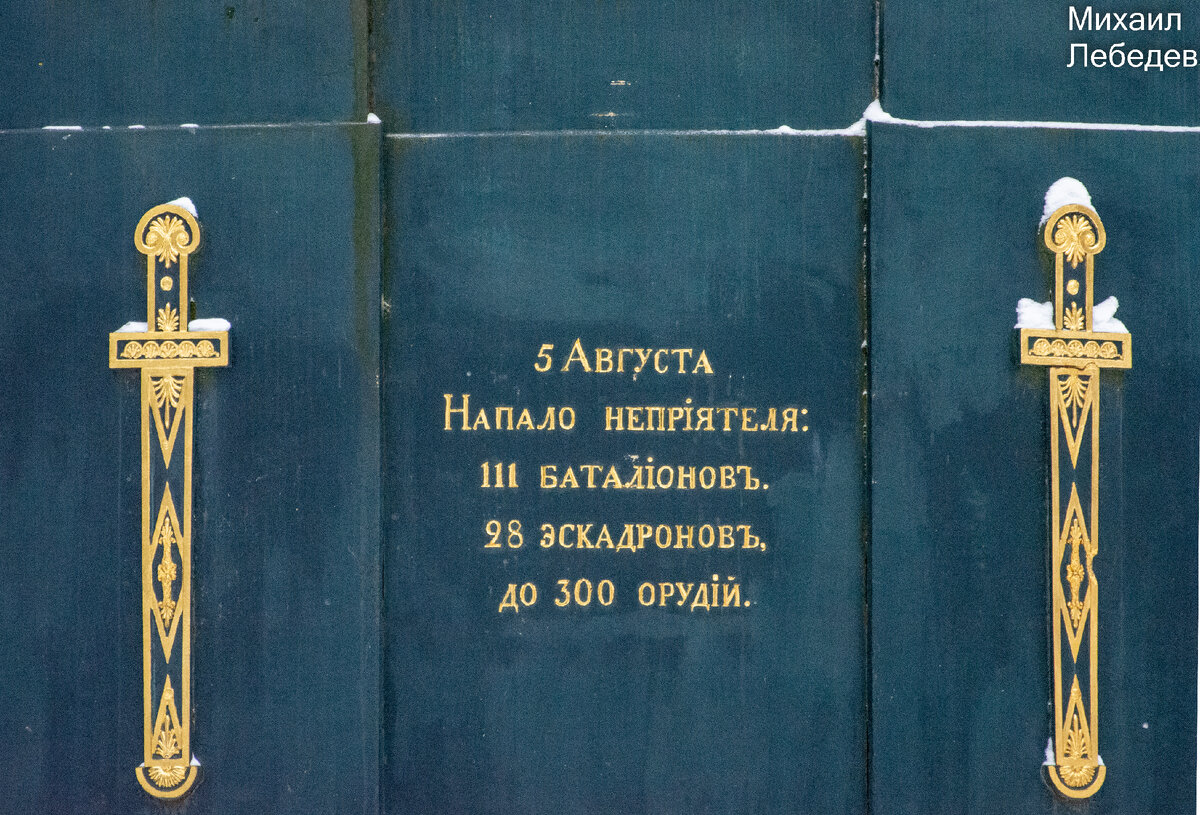 Михаил
Лебедев
5 Августа
Напало непріятеля:
111 баталіоновъ.
28 эскадроновъ,
до 300 орудій.